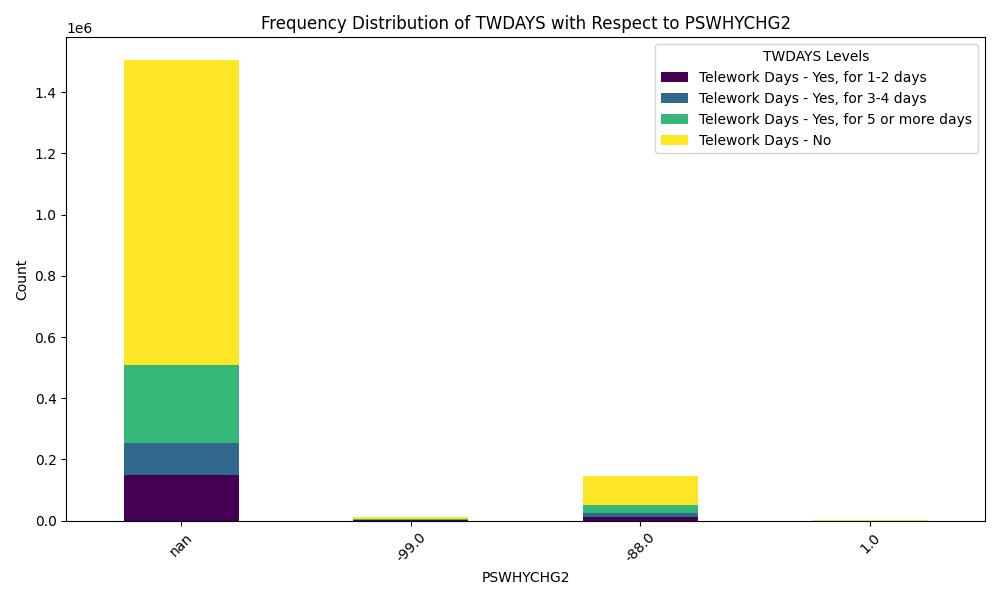 Frequency Distribution of TWDAYS with Respect to PSWHYCHG2
1e6
TWDAYS Levels
Telework Days - Yes, for 1-2 days
Telework Days - Yes, for 3-4 days
Telework Days - Yes, for 5 or more days
Telework Days - No
1.4
1.2
1.0
0.8
0.6
0.4
0.2
0.0
Count
nan
-99.0
-88.0
1.0
PSWHYCHG2